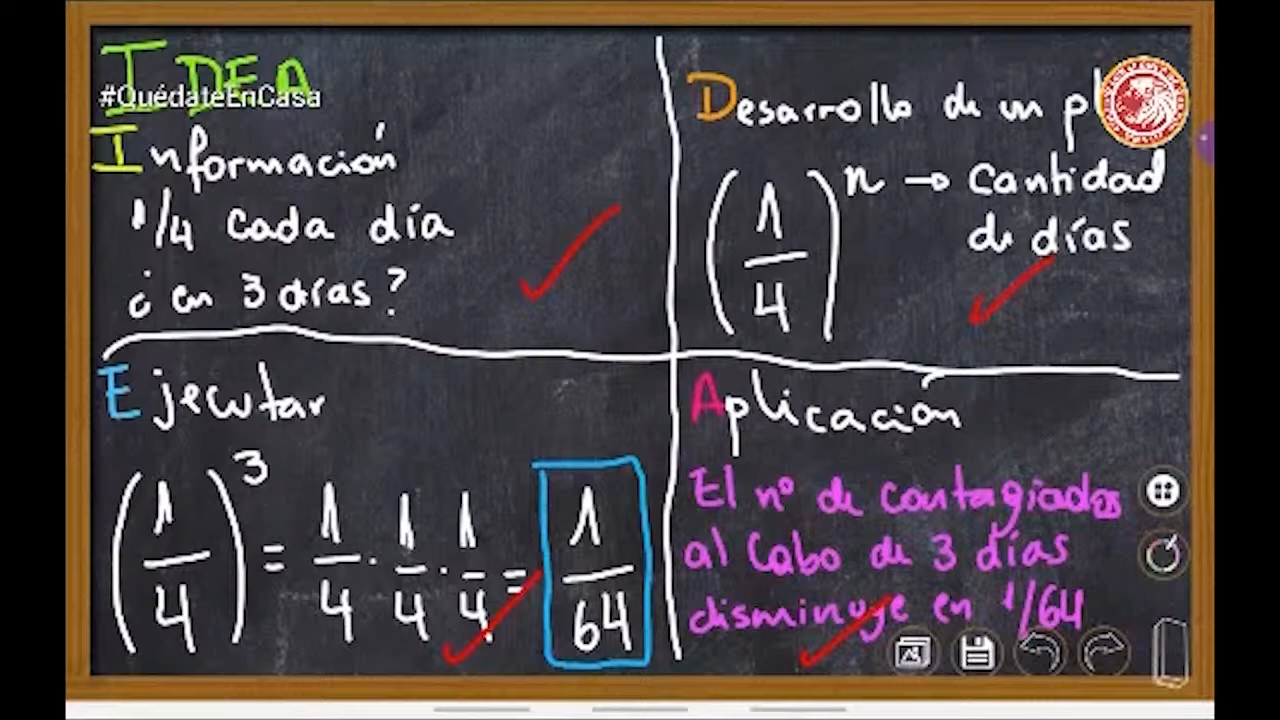 IDEA
#QuédateEnCasa
Información
1/4 cada día
¿en 3 días?
Desarrollo de un pl
(1/4)^n → Cantidad
de días
Ejecutar
(1/4)^3 = 1/4 · 1/4 · 1/4 = 1/64
Aplicación
El nº de contagiados
al cabo de 3 días
disminuye en 1/64